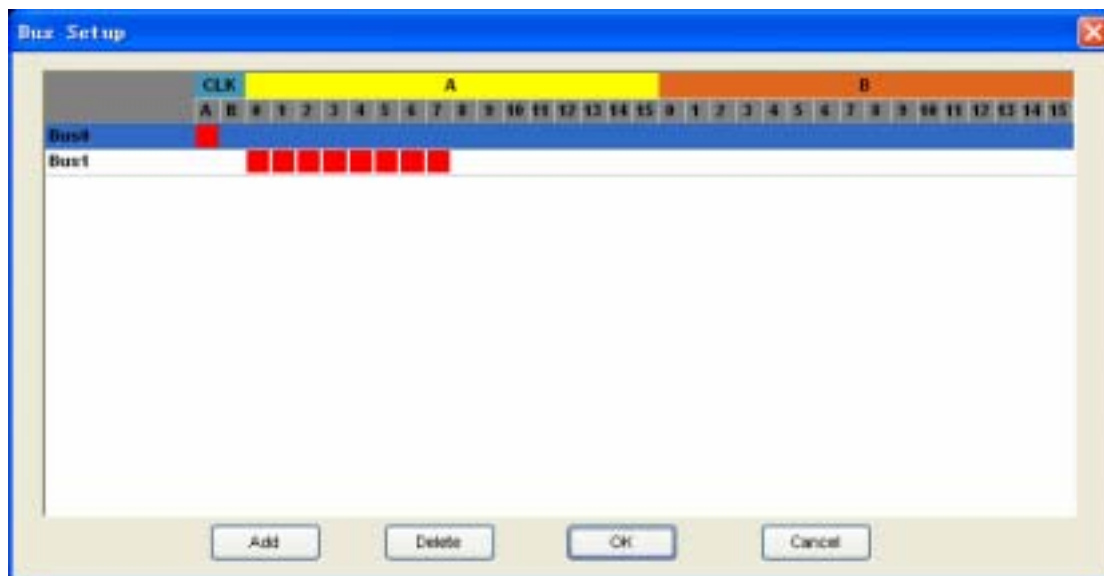 Bus Setup
CLK A B
A B 0 1 2 3 4 5 6 7 8 9 10 11 12 13 14 15 0 1 2 3 4 5 6 7 8 9 10 11 12 13 14 15
Bus0
Bus1
Add Delete OK Cancel